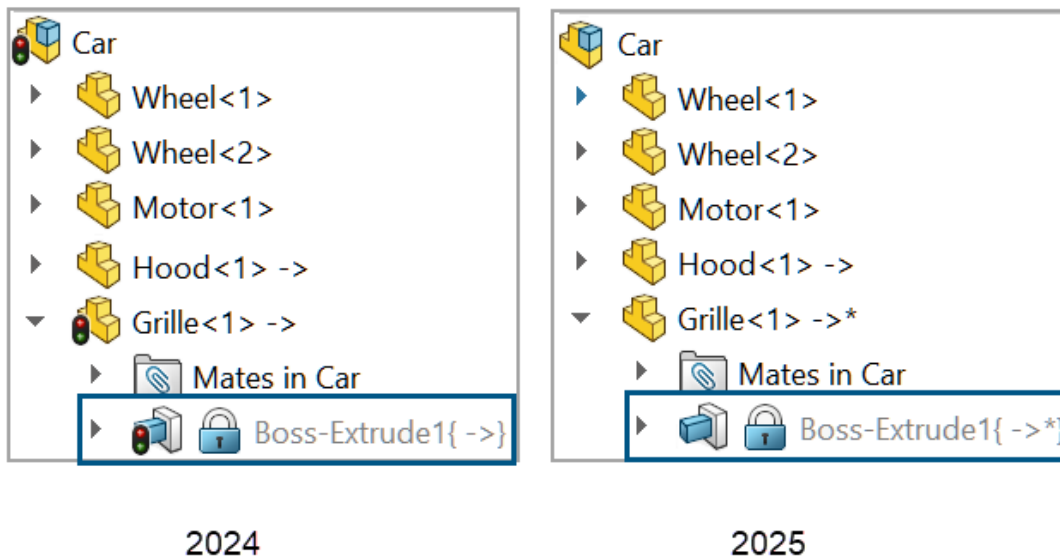 Car
Wheel<1>
Wheel<2>
Motor<1>
Hood<1> ->
Grille<1> ->
Mates in Car
Boss-Extrude1{ ->}
2024
Car
Wheel<1>
Wheel<2>
Motor<1>
Hood<1> ->
Grille<1> ->*
Mates in Car
Boss-Extrude1{ ->*}
2025